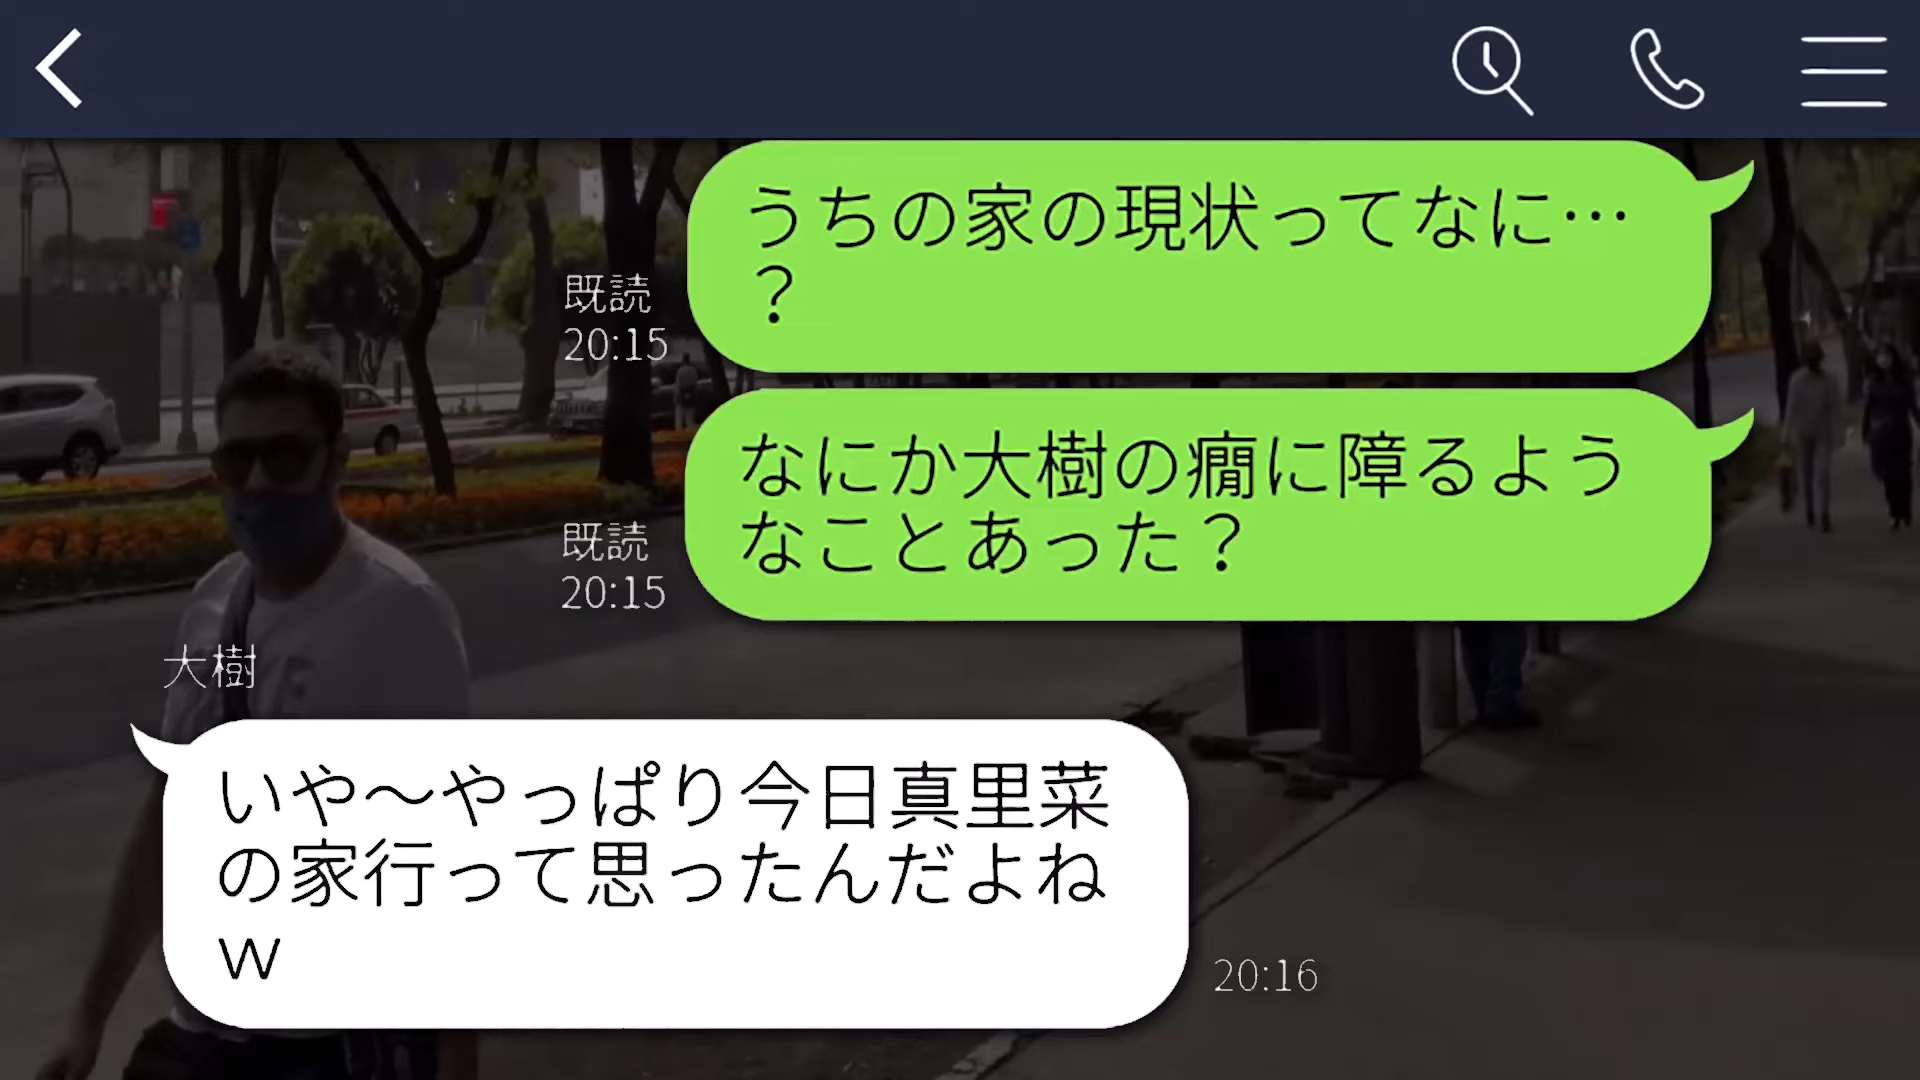 うちの家の現状ってなに…
？
既読
20:15
なにか大樹の癇に障るよう
なことあった？
既読
20:15
大樹
いや〜やっぱり今日真里菜
の家行って思ったんだよね
w
20:16